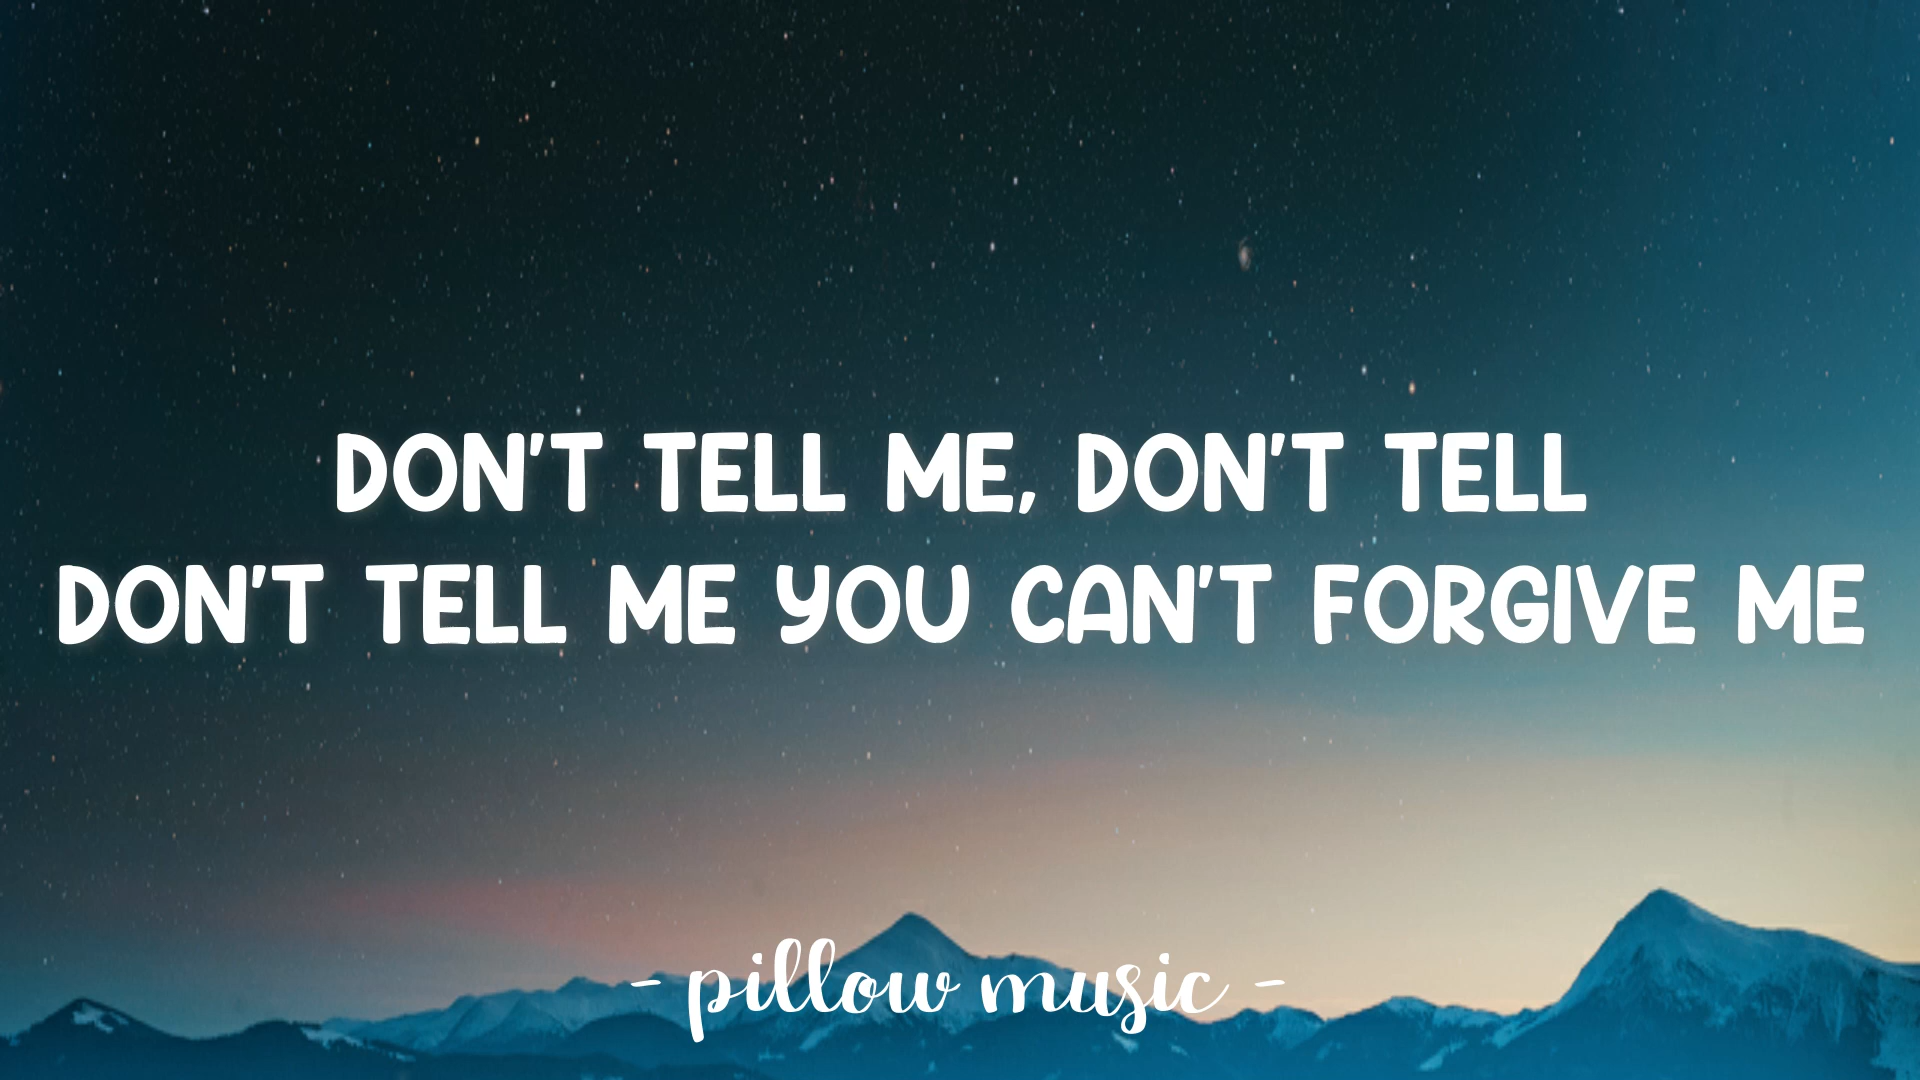 DON'T TELL ME, DON'T TELL
DON'T TELL ME YOU CAN'T FORGIVE ME
- pillow music -